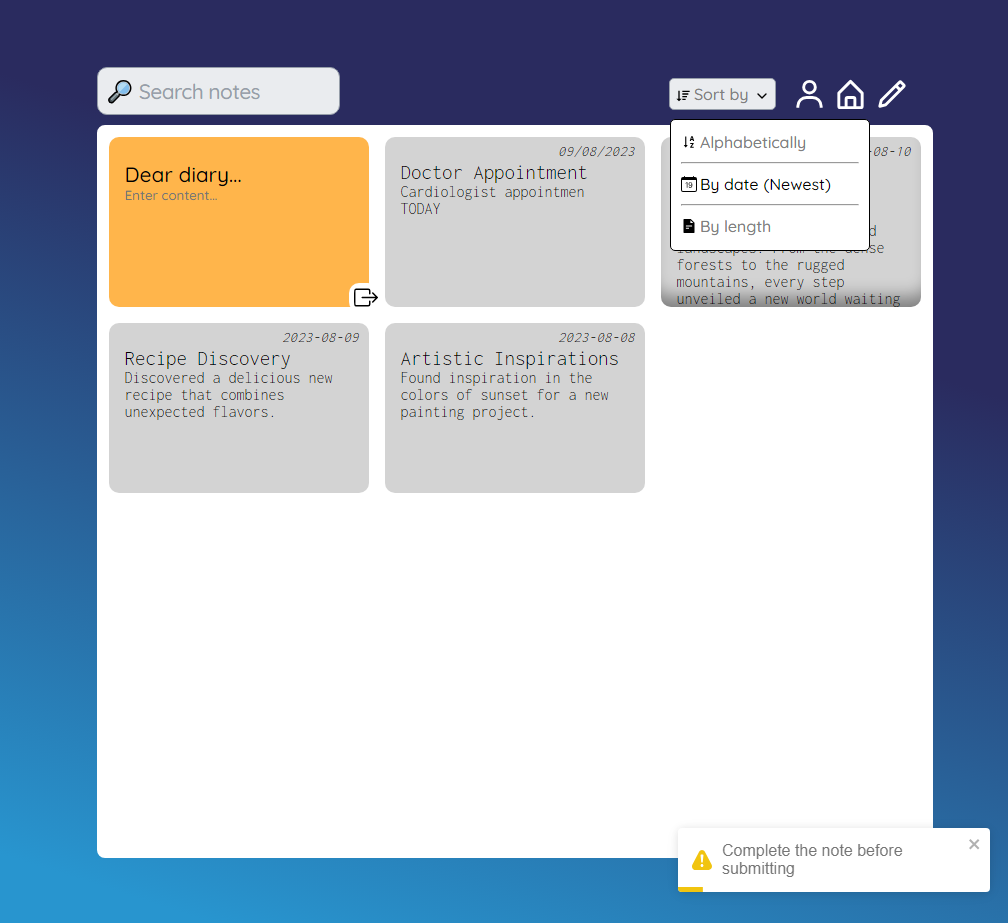 Search notes
Sort by
Alphabetically
19
By date (Newest)
By length
Dear diary...
Enter content...
09/08/2023
Doctor Appointment
Cardiologist appointmen
TODAY
-08-10
forests to the rugged
mountains, every step
unveiled a new world waiting
2023-08-09
Recipe Discovery
Discovered a delicious new
recipe that combines
unexpected flavors.
2023-08-08
Artistic Inspirations
Found inspiration in the
colors of sunset for a new
painting project.
Complete the note before
submitting